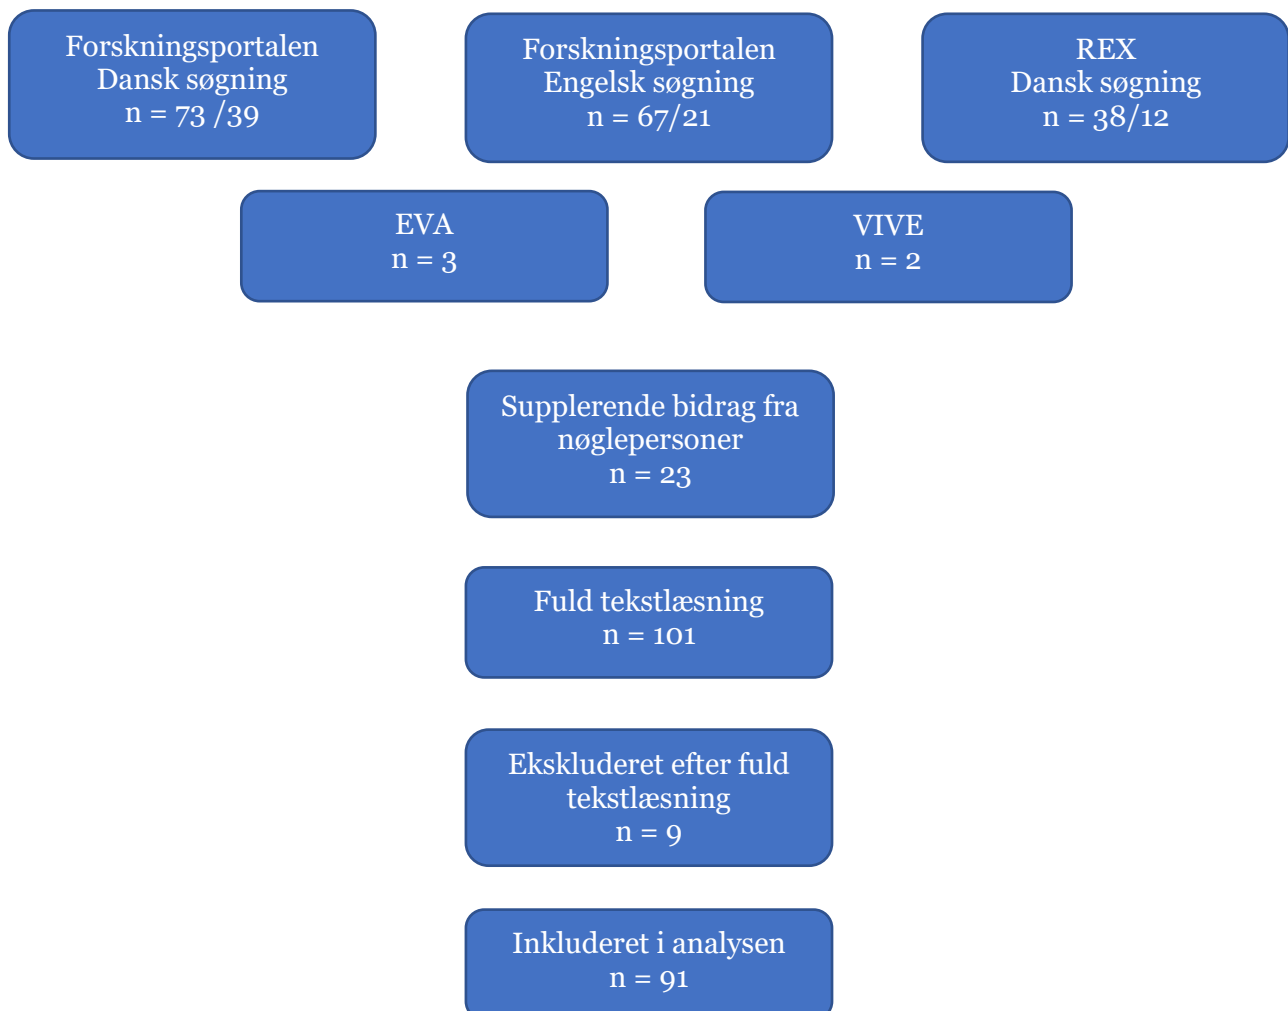 Forskningsportalen
Dansk søgning
n = 73 /39
Forskningsportalen
Engelsk søgning
n = 67/21
REX
Dansk søgning
n = 38/12
EVA
n = 3
VIVE
n = 2
Supplerende bidrag fra
nøglepersoner
n = 23
Fuld tekstlæsning
n = 101
Ekskluderet efter fuld
tekstlæsning
n = 9
Inkluderet i analysen
n = 91